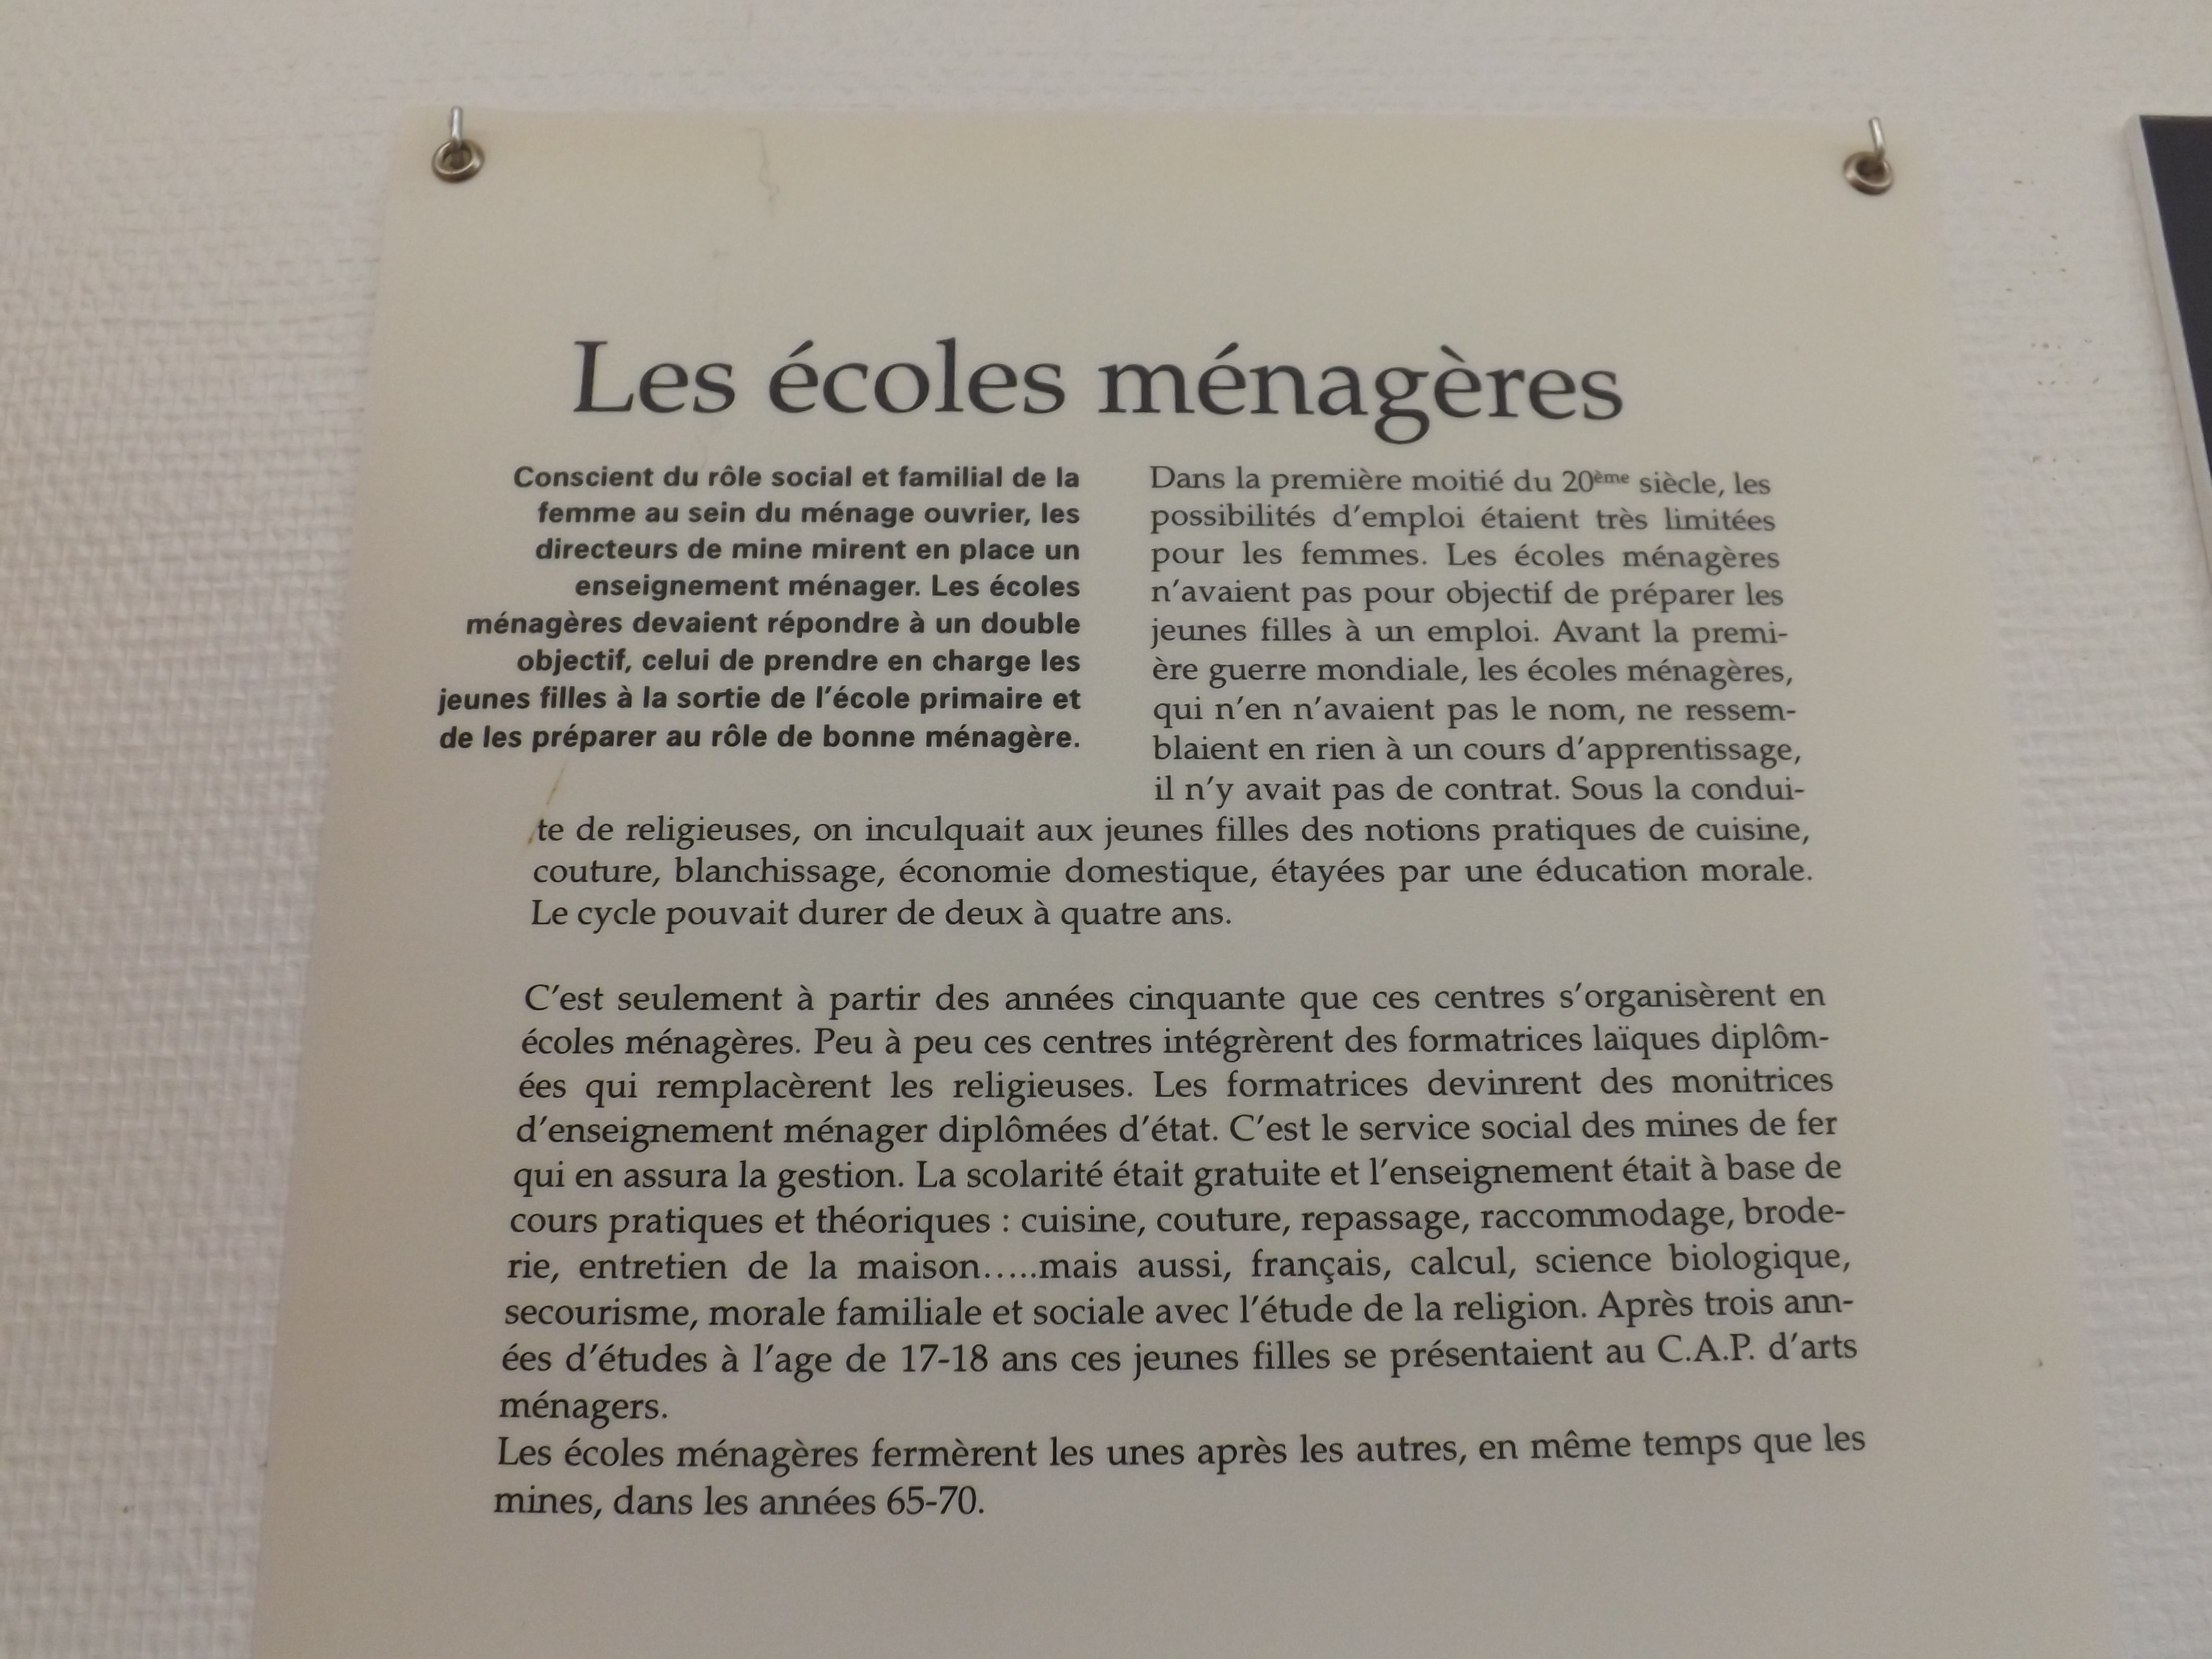 Les écoles ménagères
Conscient du rôle social et familial de la
femme au sein du ménage ouvrier, les
directeurs de mine mirent en place un
enseignement ménager. Les écoles
ménagères devaient répondre à un double
objectif, celui de prendre en charge les
jeunes filles à la sortie de l'école primaire et
de les préparer au rôle de bonne ménagère.
Dans la première moitié du 20ème siècle, les
possibilités d'emploi étaient très limitées
pour les femmes. Les écoles ménagères
n'avaient pas pour objectif de préparer les
jeunes filles à un emploi. Avant la premi-
ère guerre mondiale, les écoles ménagères,
qui n'en n'avaient pas le nom, ne ressem-
blaient en rien à un cours d'apprentissage,
il n'y avait pas de contrat. Sous la condui-
te de religieuses, on inculquait aux jeunes filles des notions pratiques de cuisine,
couture, blanchissage, économie domestique, étayées par une éducation morale.
Le cycle pouvait durer de deux à quatre ans.
C'est seulement à partir des années cinquante que ces centres s'organisèrent en
écoles ménagères. Peu à peu ces centres intégrèrent des formatrices laïques diplôm-
ées qui remplacèrent les religieuses. Les formatrices devinrent des monitrices
d'enseignement ménager diplômées d'état. C'est le service social des mines de fer
qui en assura la gestion. La scolarité était gratuite et l'enseignement était à base de
cours pratiques et théoriques : cuisine, couture, repassage, raccommodage, brode-
rie, entretien de la maison.....mais aussi, français, calcul, science biologique,
secourisme, morale familiale et sociale avec l'étude de la religion. Après trois ann-
ées d'études à l'age de 17-18 ans ces jeunes filles se présentaient au C.A.P. d'arts
ménagers.
Les écoles ménagères fermèrent les unes après les autres, en même temps que les
mines, dans les années 65-70.